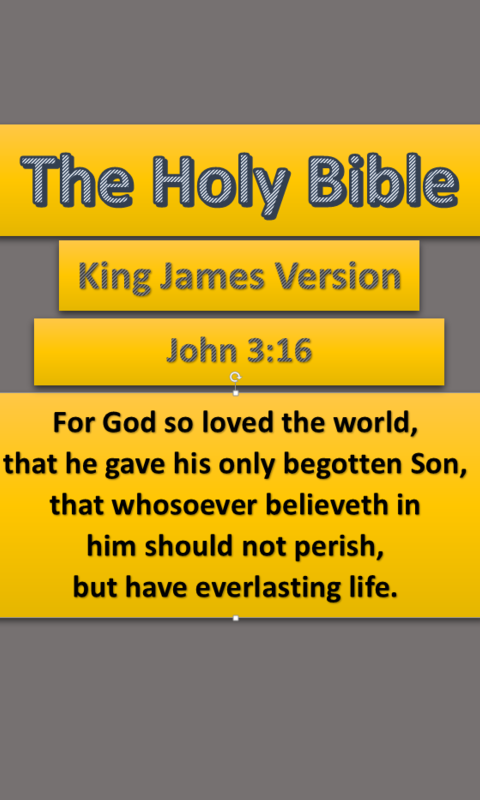 The Holy Bible
King James Version
John 3:16
For God so loved the world,
that he gave his only begotten Son,
that whosoever believeth in
him should not perish,
but have everlasting life.